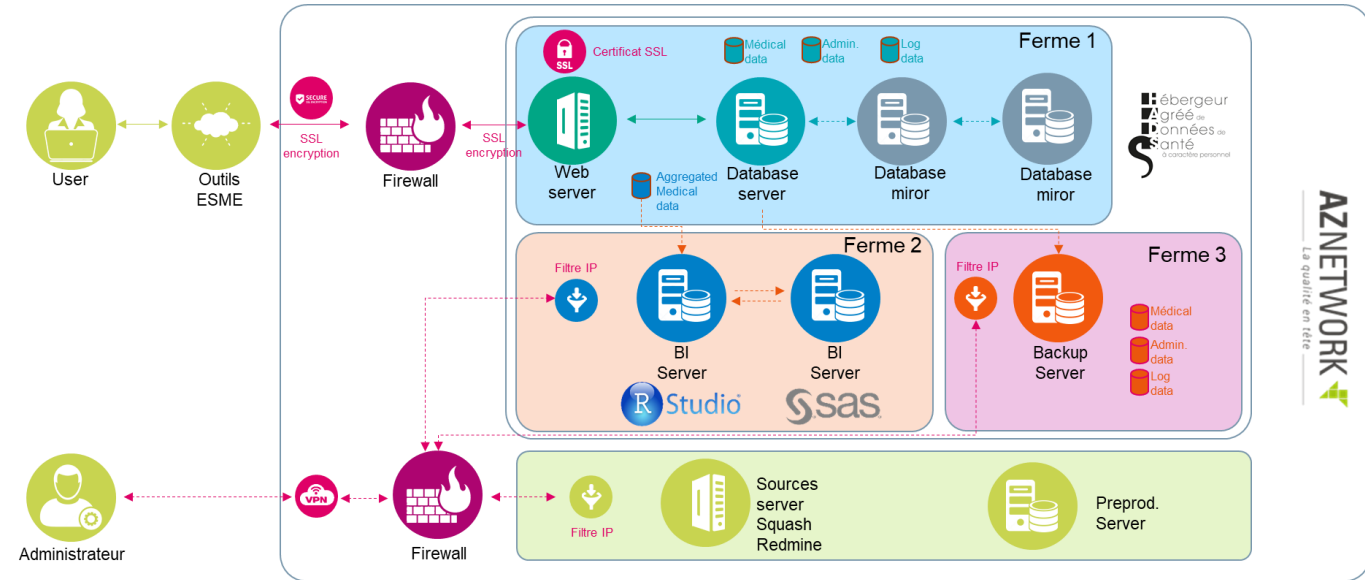 Certificat SSL
SSL
Médical
data
Admin.
data
Log
data
Ferme 1
SECURE
SSL
encryption
SSL
encryption
User
Outils
ESME
Firewall
Web
server
Aggregated
Medical
data
Database
server
Database
miror
Database
miror
Hébergeur
Agréé de
Données de
Santé
à caractère personnel
AZNETWORK
La qualité en tête
Ferme 2
Filtre IP
BI
Server
BI
Server
R Studio
sas
Ferme 3
Filtre IP
Backup
Server
Médical
data
Admin.
data
Log
data
Administrateur
VPN
Firewall
Filtre IP
Sources
server
Squash
Redmine
Preprod.
Server